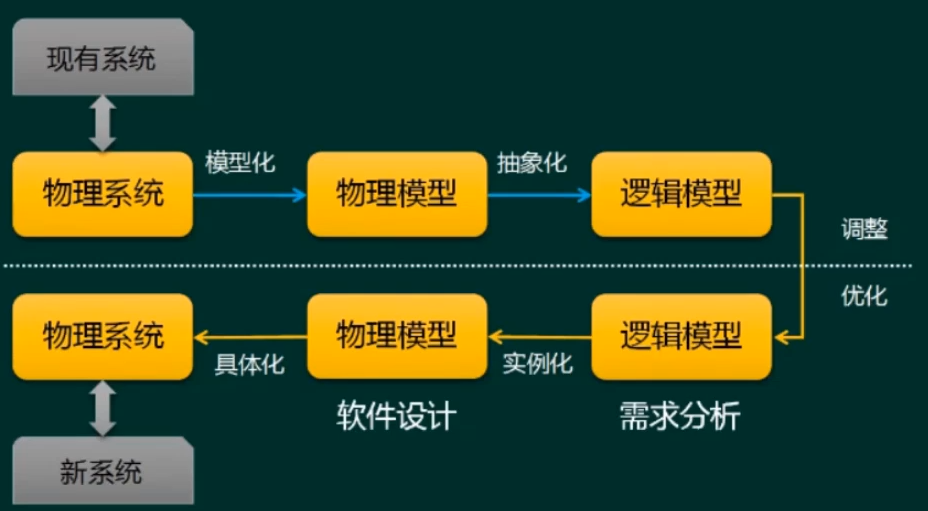 现有系统
物理系统
模型化
物理模型
抽象化
逻辑模型
调整
优化
物理系统
具体化
物理模型
实例化
逻辑模型
软件设计
需求分析
新系统